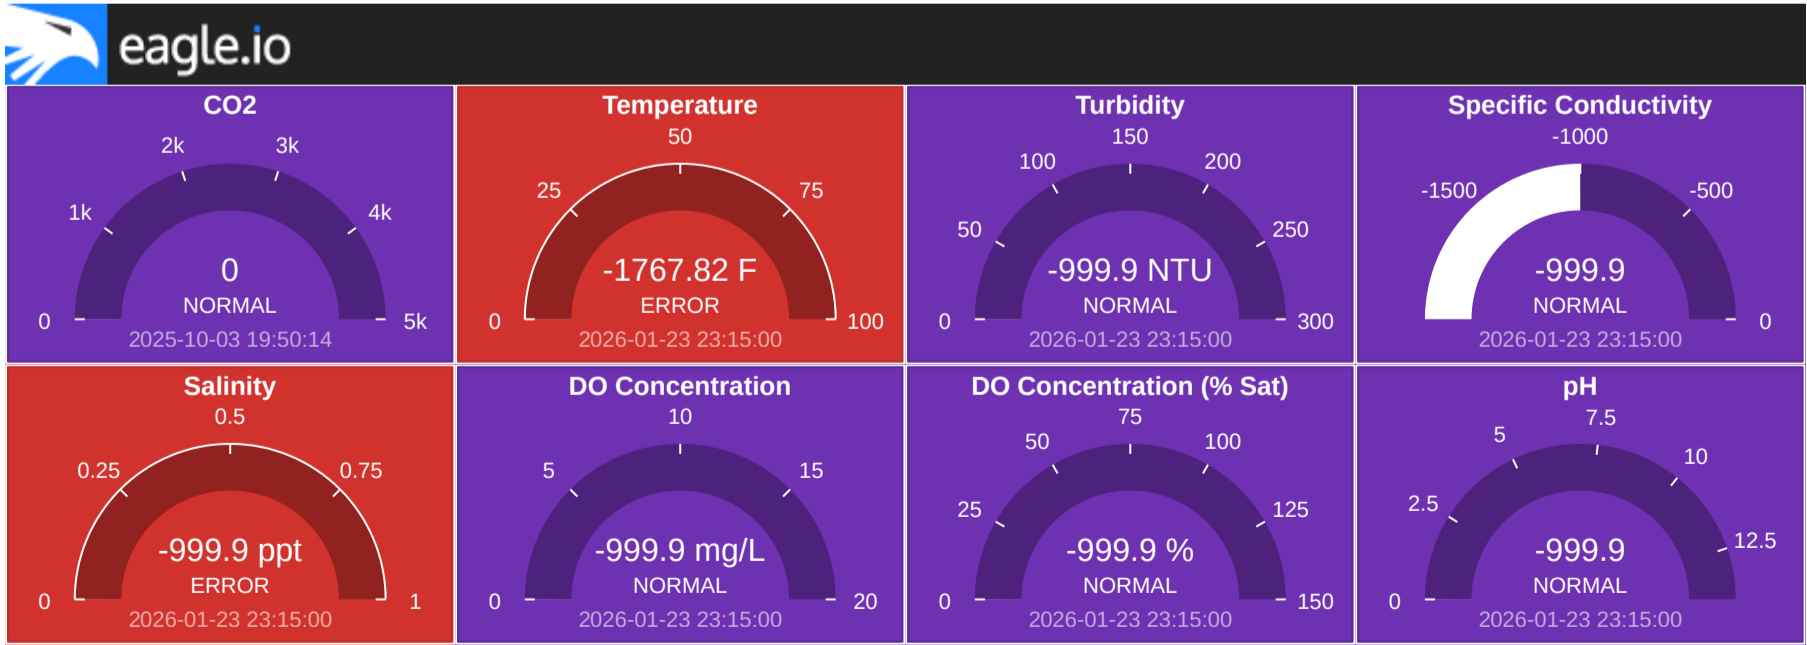 eagle.io
CO2
2k
3k
1k
4k
0
NORMAL
0
5k
2025-10-03 19:50:14
Temperature
50
25
75
-1767.82 F
ERROR
0
100
2026-01-23 23:15:00
Turbidity
150
100
200
50
250
-999.9 NTU
NORMAL
0
300
2026-01-23 23:15:00
Specific Conductivity
-1000
-1500
-500
-999.9
NORMAL
0
2026-01-23 23:15:00
Salinity
0.5
0.25
0.75
-999.9 ppt
ERROR
0
1
2026-01-23 23:15:00
DO Concentration
10
5
15
-999.9 mg/L
NORMAL
0
20
2026-01-23 23:15:00
DO Concentration (% Sat)
75
50
100
25
125
-999.9 %
NORMAL
0
150
2026-01-23 23:15:00
pH
7.5
5
10
2.5
12.5
-999.9
NORMAL
0
2026-01-23 23:15:00